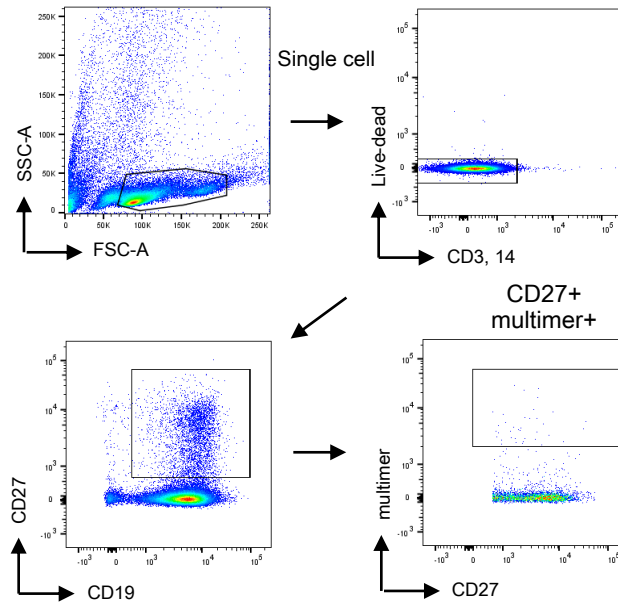 250K
200K
150K
100K
50K
0
0 50K 100K 150K 200K 250K
SSC-A
FSC-A
Single cell
10^5
10^4
10^3
0
-10^3
-10^3 0 10^3 10^4 10^5
Live-dead
CD3, 14
CD27+
multimer+
10^5
10^4
10^3
0
-10^3
-10^3 0 10^3 10^4 10^5
CD27
CD19
10^5
10^4
10^3
0
-10^3
-10^3 0 10^3 10^4 10^5
multimer
CD27